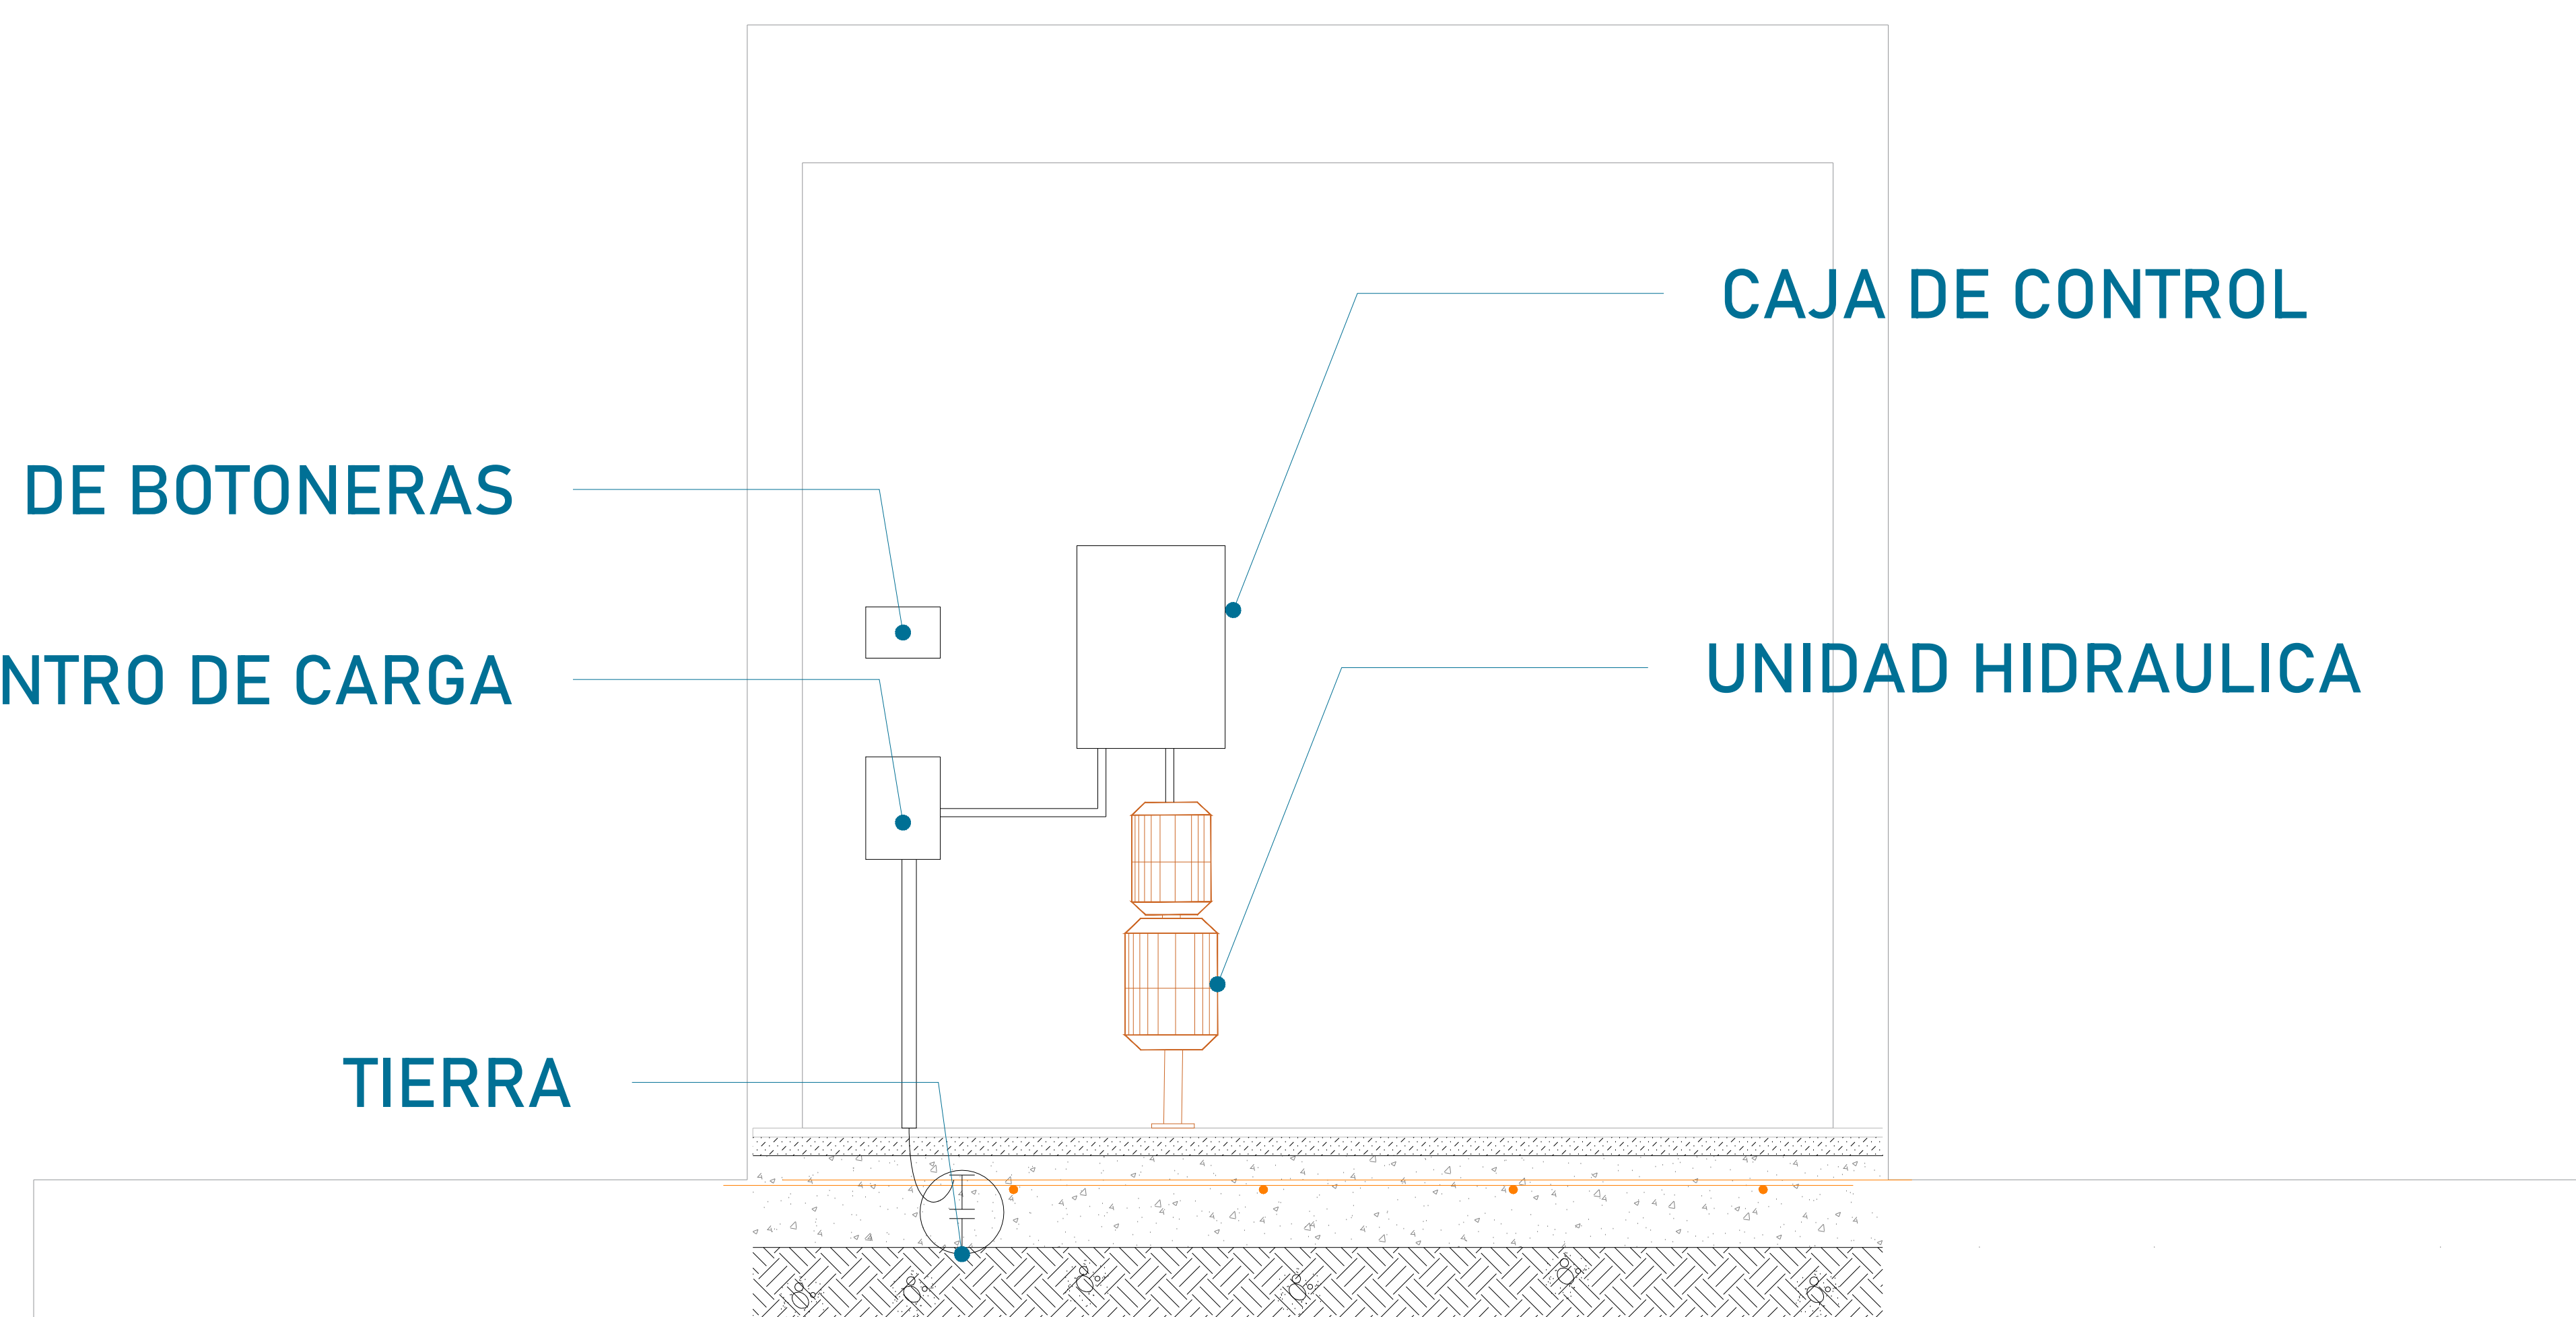 CAJA DE CONTROL
DE BOTONERAS
NTRO DE CARGA
UNIDAD HIDRAULICA
TIERRA